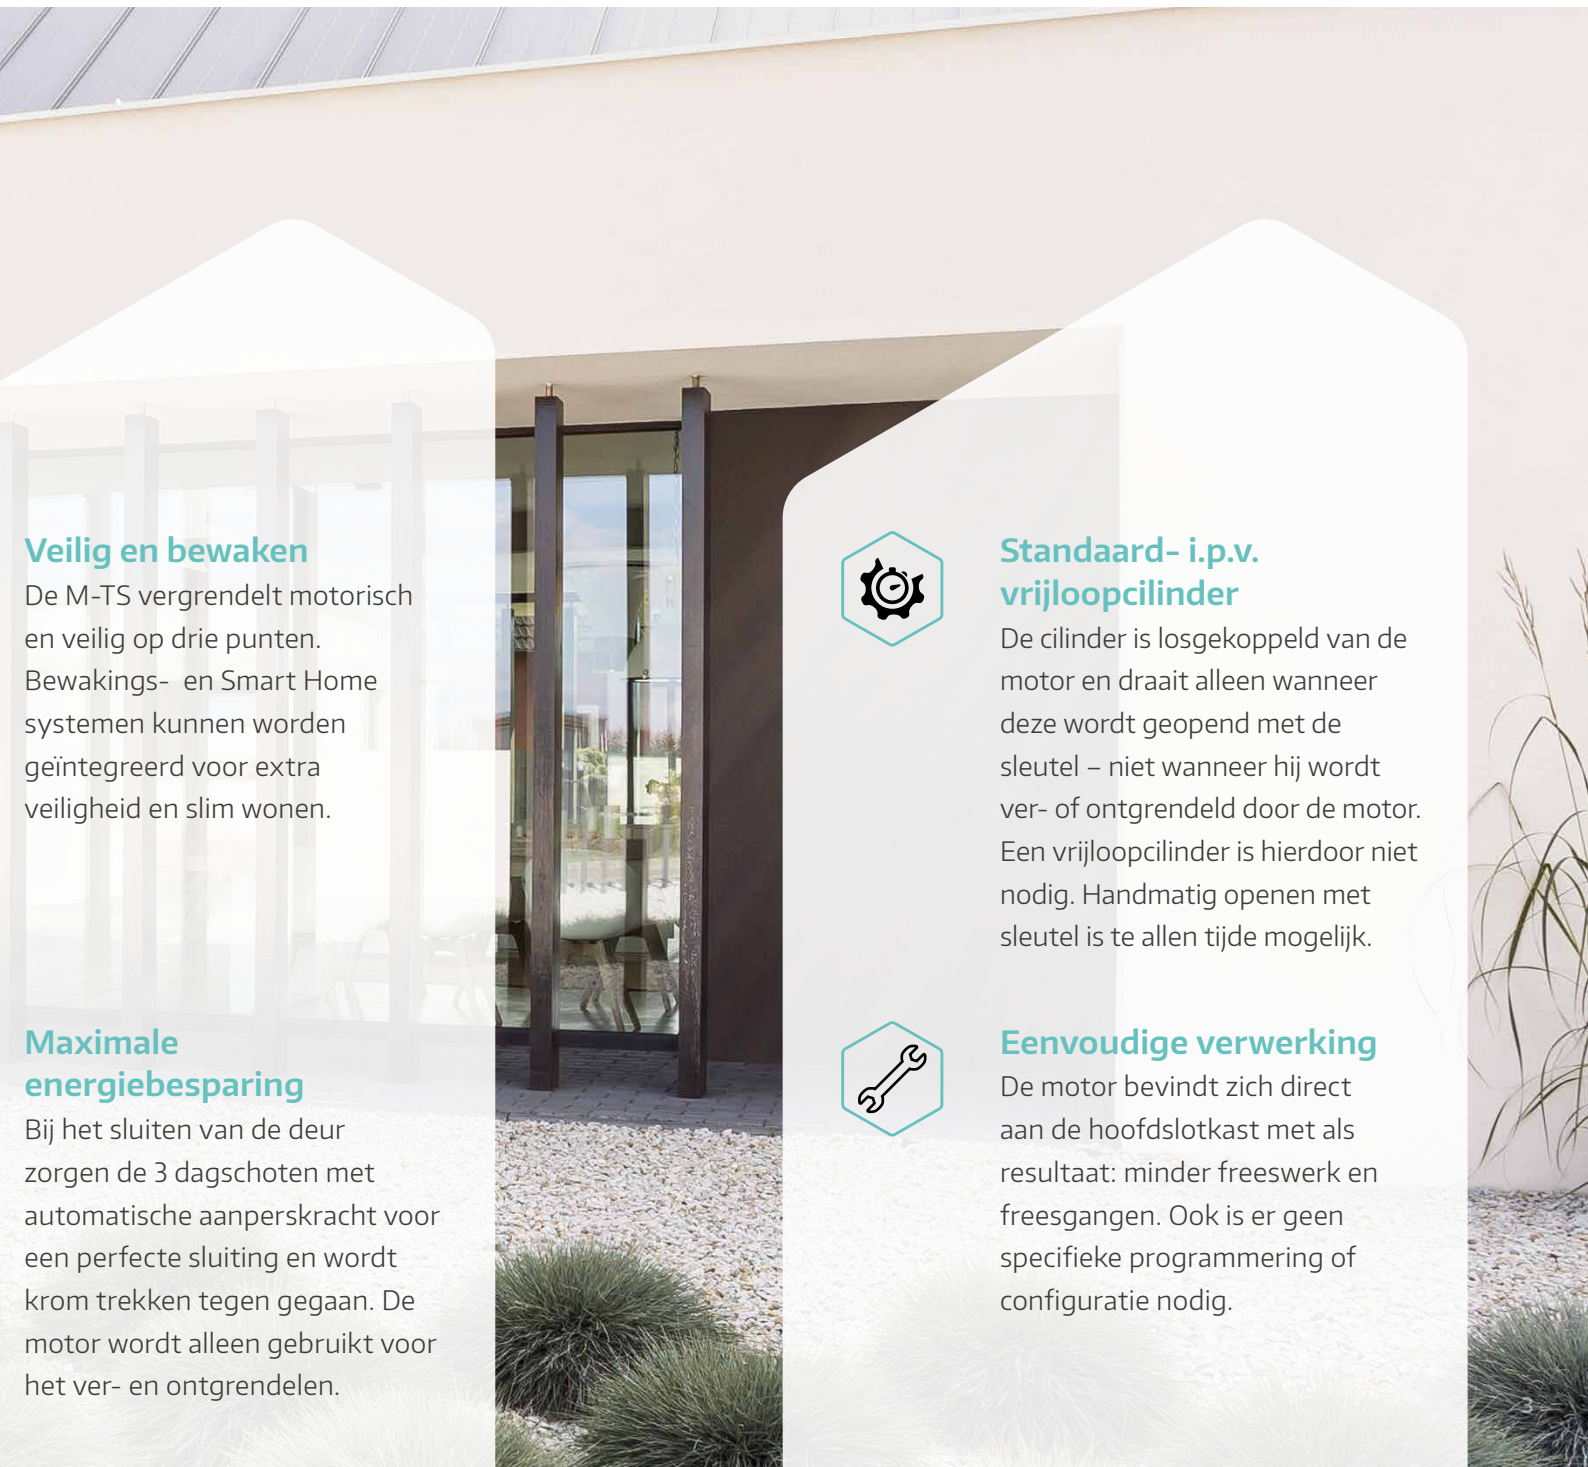 Veilig en bewaken
De M-TS vergrendelt motorisch
en veilig op drie punten.
Bewakings-  en Smart Home
systemen kunnen worden
geïntegreerd voor extra
veiligheid en slim wonen.
Maximale
energiebesparing
Bij het sluiten van de deur
zorgen de 3 dagschoten met
automatische aanperskracht voor
een perfecte sluiting en wordt
krom trekken tegen gegaan. De
motor wordt alleen gebruikt voor
het ver- en ontgrendelen.
Standaard- i.p.v.
vrijloopcilinder
De cilinder is losgekoppeld van de
motor en draait alleen wanneer
deze wordt geopend met de
sleutel – niet wanneer hij wordt
ver- of ontgrendeld door de motor.
Een vrijloopcilinder is hierdoor niet
nodig. Handmatig openen met
sleutel is te allen tijde mogelijk.
Eenvoudige verwerking
De motor bevindt zich direct
aan de hoofdslotkast met als
resultaat: minder freeswerk en
freesgangen. Ook is er geen
specifieke programmering of
configuratie nodig.
3